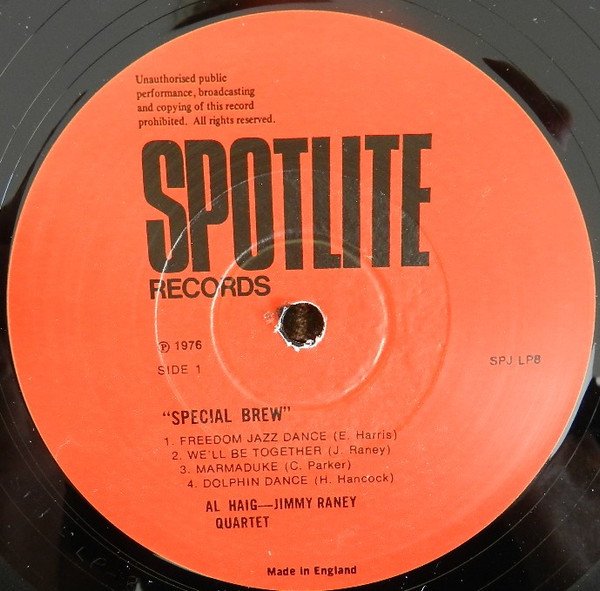 Unauthorised public
performance, broadcasting
and copying of this record
prohibited. All rights reserved.
SPOTLITE
RECORDS
℗ 1976
SIDE 1
SPJ LP8
"SPECIAL BREW"
1. FREEDOM JAZZ DANCE (E. Harris)
2. WE'LL BE TOGETHER (J. Raney)
3. MARMADUKE (C. Parker)
4. DOLPHIN DANCE (H. Hancock)
AL HAIG—JIMMY RANEY
QUARTET
Made in England